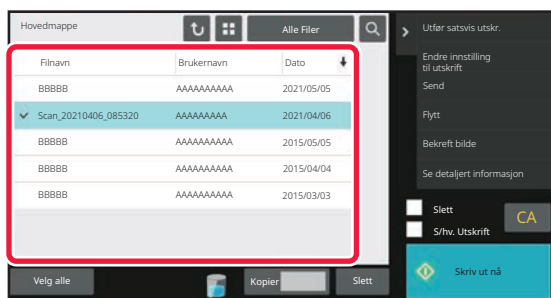 Hovedmappe
Alle Filer
Filnavn Brukernavn Dato
BBBBB AAAAAAAAAA 2021/05/05
Scan_20210406_085320 AAAAAAAAA 2021/04/06
BBBBB AAAAAAAAAA 2015/05/05
BBBBB AAAAAAAAAA 2015/04/04
BBBBB AAAAAAAAAA 2015/03/03
Velg alle
Kopier
Slett
Utfør satsvis utskr.
Endre innstilling
til utskrift
Send
Flytt
Bekreft bilde
Se detaljert informasjon
Slett
S/hv. Utskrift
CA
Skriv ut nå